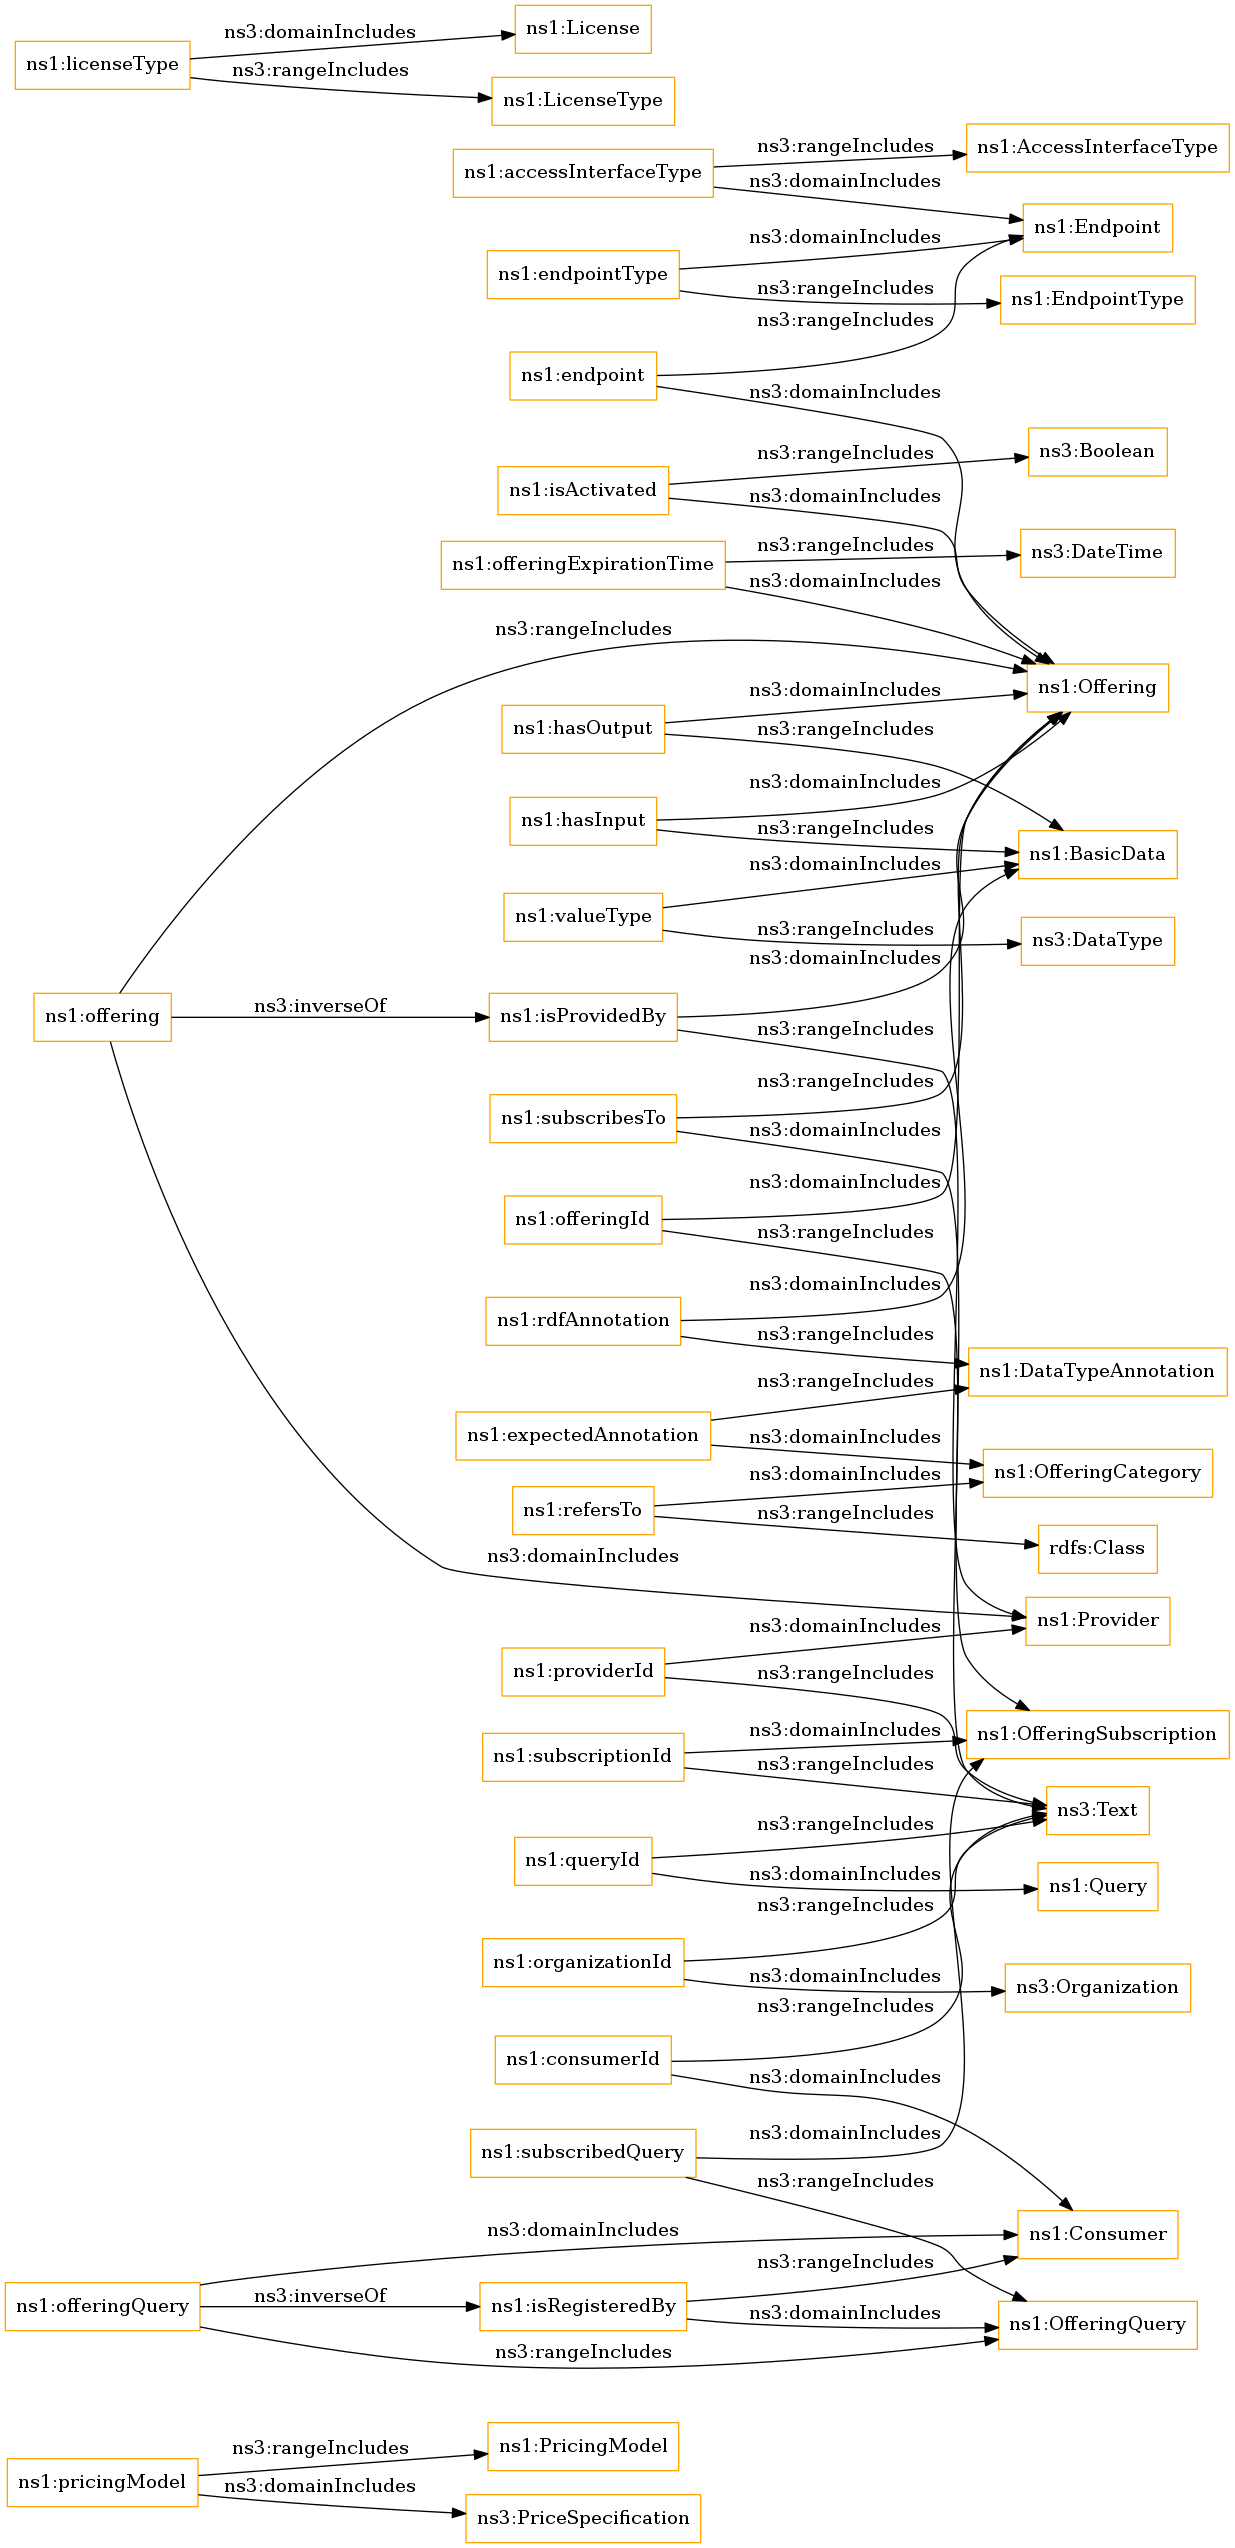 ns1:License
ns3:domainIncludes
ns1:licenseType
ns3:rangeIncludes
ns1:LicenseType
ns3:rangeIncludes
ns1:AccessInterfaceType
ns1:accessInterfaceType
ns3:domainIncludes
ns1:Endpoint
ns3:domainIncludes
ns1:endpointType
ns3:rangeIncludes
ns1:EndpointType
ns3:rangeIncludes
ns1:endpoint
ns3:domainIncludes
ns3:rangeIncludes
ns3:Boolean
ns1:isActivated
ns3:domainIncludes
ns3:rangeIncludes
ns3:DateTime
ns1:offeringExpirationTime
ns3:domainIncludes
ns3:rangeIncludes
ns1:Offering
ns3:domainIncludes
ns1:hasOutput
ns3:rangeIncludes
ns3:domainIncludes
ns1:hasInput
ns3:rangeIncludes
ns1:BasicData
ns3:domainIncludes
ns1:valueType
ns3:rangeIncludes
ns3:DataType
ns3:domainIncludes
ns1:offering
ns3:inverseOf
ns1:isProvidedBy
ns3:rangeIncludes
ns3:rangeIncludes
ns1:subscribesTo
ns3:domainIncludes
ns3:domainIncludes
ns1:offeringId
ns3:rangeIncludes
ns3:domainIncludes
ns1:rdfAnnotation
ns3:rangeIncludes
ns1:DataTypeAnnotation
ns3:rangeIncludes
ns1:expectedAnnotation
ns3:domainIncludes
ns1:OfferingCategory
ns3:domainIncludes
ns1:refersTo
ns3:rangeIncludes
rdfs:Class
ns3:domainIncludes
ns1:Provider
ns3:domainIncludes
ns1:providerId
ns3:rangeIncludes
ns3:domainIncludes
ns1:OfferingSubscription
ns1:subscriptionId
ns3:rangeIncludes
ns3:Text
ns3:rangeIncludes
ns1:queryId
ns3:domainIncludes
ns1:Query
ns3:rangeIncludes
ns1:organizationId
ns3:domainIncludes
ns3:Organization
ns3:rangeIncludes
ns1:consumerId
ns3:domainIncludes
ns3:domainIncludes
ns1:subscribedQuery
ns3:rangeIncludes
ns3:domainIncludes
ns1:Consumer
ns3:rangeIncludes
ns1:offeringQuery
ns3:inverseOf
ns1:isRegisteredBy
ns3:domainIncludes
ns1:OfferingQuery
ns3:rangeIncludes
ns3:rangeIncludes
ns1:PricingModel
ns1:pricingModel
ns3:domainIncludes
ns3:PriceSpecification